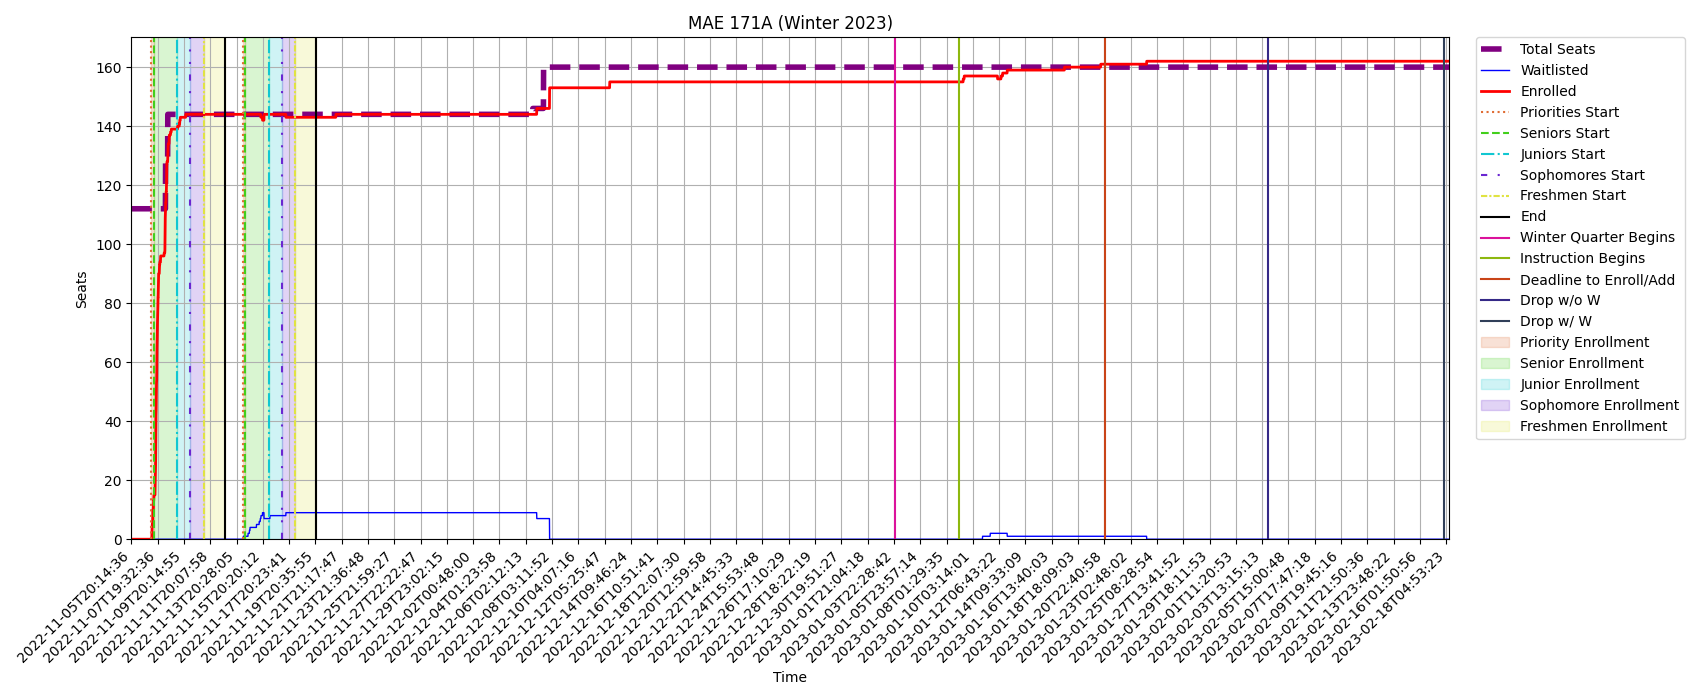 MAE 171A (Winter 2023)
Seats
160
140
120
100
80
60
40
20
0
2022-11-05T20:14:36
2022-11-07T19:32:36
2022-11-09T20:14:55
2022-11-11T20:07:58
2022-11-13T20:28:05
2022-11-15T20:20:12
2022-11-17T20:23:41
2022-11-19T20:35:55
2022-11-21T21:17:47
2022-11-23T21:36:48
2022-11-25T21:59:27
2022-11-27T22:22:47
2022-11-29T23:02:15
2022-12-02T00:48:00
2022-12-04T01:23:58
2022-12-06T02:12:13
2022-12-08T03:11:52
2022-12-10T04:07:16
2022-12-12T05:25:47
2022-12-14T09:46:24
2022-12-16T10:51:41
2022-12-18T12:07:30
2022-12-20T12:59:58
2022-12-22T14:45:33
2022-12-24T15:53:48
2022-12-26T17:10:29
2022-12-28T18:22:19
2022-12-30T19:51:27
2023-01-01T21:04:18
2023-01-03T22:28:42
2023-01-05T23:57:14
2023-01-08T01:29:35
2023-01-10T03:14:01
2023-01-12T06:43:22
2023-01-14T09:33:09
2023-01-16T13:40:03
2023-01-18T18:09:03
2023-01-20T22:40:58
2023-01-23T02:48:02
2023-01-25T08:28:54
2023-01-27T13:41:52
2023-01-29T18:11:53
2023-02-01T11:20:53
2023-02-03T13:15:13
2023-02-05T15:00:48
2023-02-07T17:47:18
2023-02-09T19:45:16
2023-02-11T21:50:36
2023-02-13T23:48:22
2023-02-16T01:50:56
2023-02-18T04:53:23
Time
Total Seats
Waitlisted
Enrolled
Priorities Start
Seniors Start
Juniors Start
Sophomores Start
Freshmen Start
End
Winter Quarter Begins
Instruction Begins
Deadline to Enroll/Add
Drop w/o W
Drop w/ W
Priority Enrollment
Senior Enrollment
Junior Enrollment
Sophomore Enrollment
Freshmen Enrollment